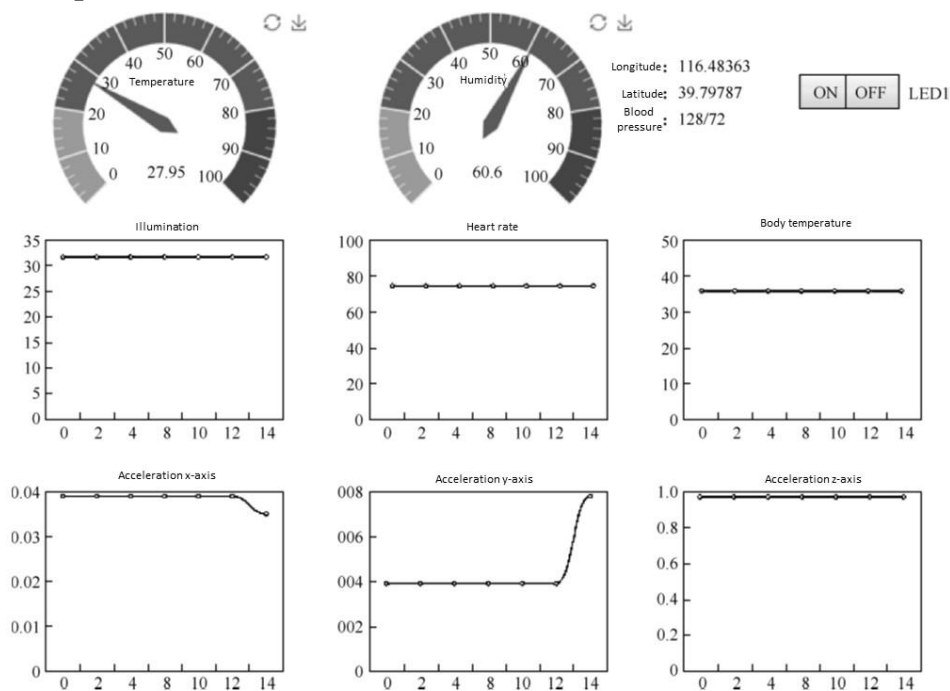 0 10 20 30 40 50 60 70 80 90 100
Temperature
27.95
0 10 20 30 40 50 60 70 80 90 100
Humidity
60.6
Longitude: 116.48363
Latitude: 39.79787
Blood
pressure: 128/72
ON OFF LED1
Illumination
35
30
25
20
15
10
5
0
0 2 4 8 10 12 14
Heart rate
100
80
60
40
20
0
0 2 4 8 10 12 14
Body temperature
50
40
30
20
10
0
0 2 4 8 10 12 14
Acceleration x-axis
0.04
0.03
0.02
0.01
0
0 2 4 8 10 12 14
Acceleration y-axis
008
006
004
002
0
0 2 4 8 10 12 14
Acceleration z-axis
1.0
0.8
0.6
0.4
0.2
0
0 2 4 8 10 12 14